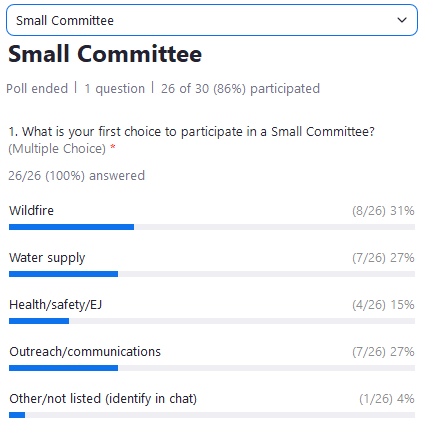 Small Committee
Small Committee
Poll ended | 1 question | 26 of 30 (86%) participated
1. What is your first choice to participate in a Small Committee?
(Multiple Choice) *
26/26 (100%) answered
Wildfire (8/26) 31%
Water supply (7/26) 27%
Health/safety/EJ (4/26) 15%
Outreach/communications (7/26) 27%
Other/not listed (identify in chat) (1/26) 4%